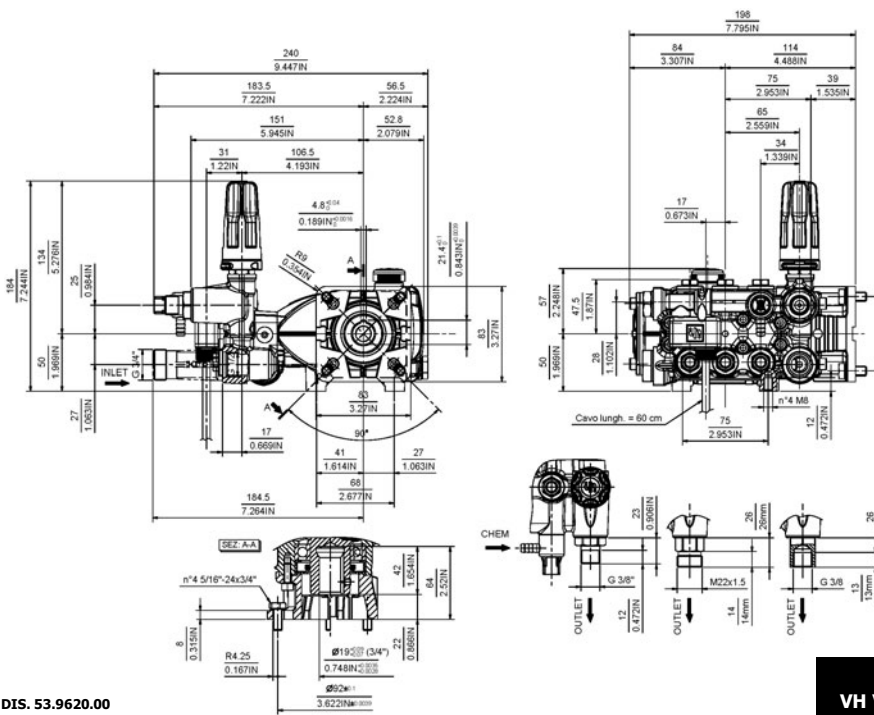 240
9.447IN
183.5
7.222IN
56.5
2.224IN
151
5.945IN
52.8
2.079IN
31
1.22IN
106.5
4.193IN
184
7.244IN
134
5.276IN
25
0.984IN
50
1.969IN
27
1.063IN
4.8
0.189IN
R9
0.354IN
A
21.4
0.843IN
83
3.27IN
INLET
G 3/4"
83
3.27IN
A
90°
17
0.669IN
41
1.614IN
27
1.063IN
68
2.677IN
184.5
7.264IN
198
7.795IN
84
3.307IN
114
4.488IN
75
2.953IN
39
1.535IN
65
2.559IN
34
1.339IN
17
0.673IN
57
2.248IN
47.5
1.87IN
50
1.969IN
28
1.102IN
n°4 M8
12
0.472IN
Cavo lungh. = 60 cm
75
2.953IN
SEZ: A-A
n°4 5/16"-24x3/4"
42
1.654IN
64
2.52IN
8
0.315IN
22
0.866IN
R4.25
0.167IN
Ø19 (3/4")
0.748IN
Ø92
3.622IN
CHEM
23
0.906IN
G 3/8"
OUTLET
12
0.472IN
26
26mm
M22x1.5
OUTLET
14
14mm
26
G 3/8
OUTLET
13
13mm
DIS. 53.9620.00
VH